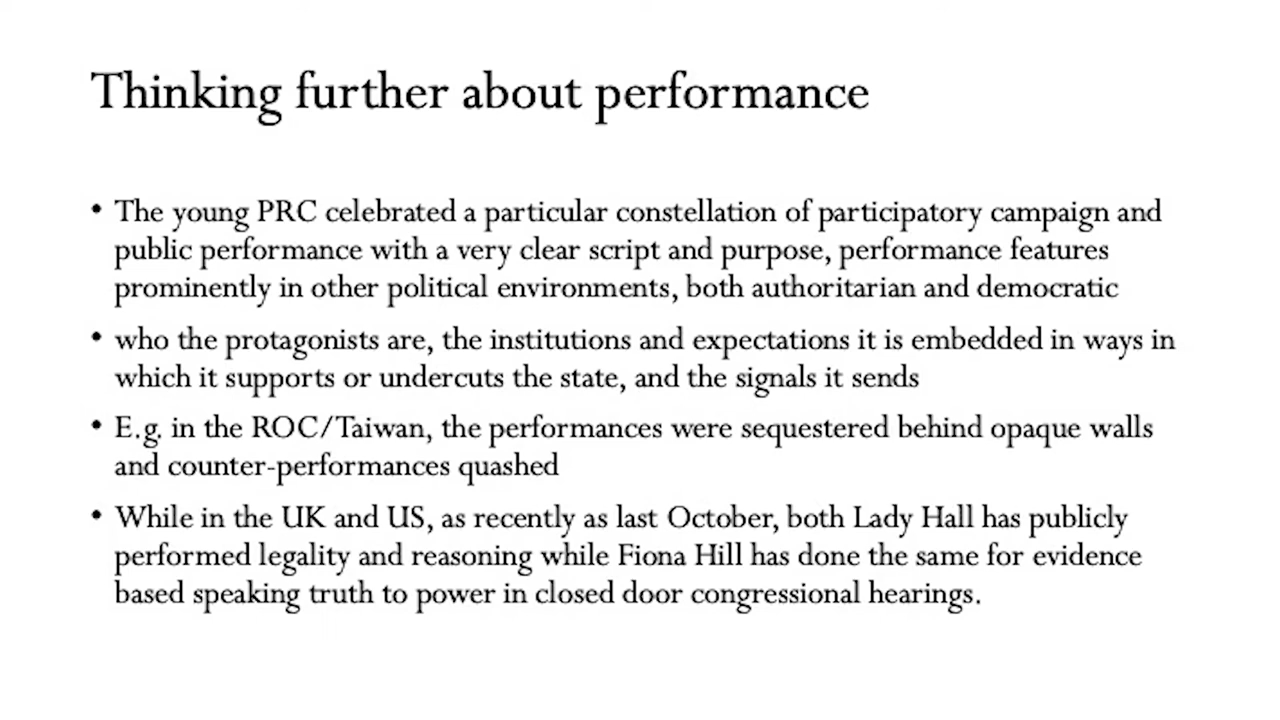 Thinking further about performance
• The young PRC celebrated a particular constellation of participatory campaign and
public performance with a very clear script and purpose, performance features
prominently in other political environments, both authoritarian and democratic
• who the protagonists are, the institutions and expectations it is embedded in ways in
which it supports or undercuts the state, and the signals it sends
• E.g. in the ROC/Taiwan, the performances were sequestered behind opaque walls
and counter-performances quashed
• While in the UK and US, as recently as last October, both Lady Hall has publicly
performed legality and reasoning while Fiona Hill has done the same for evidence
based speaking truth to power in closed door congressional hearings.